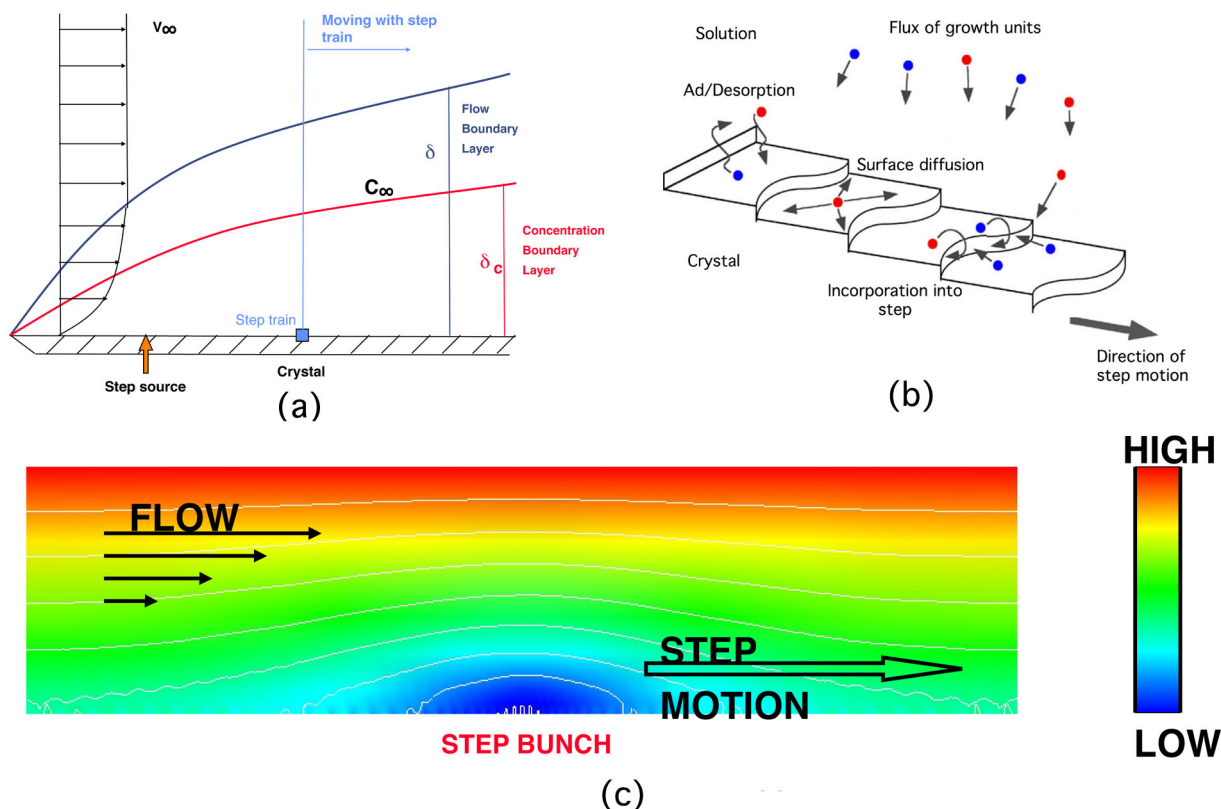 v∞
Moving with step
train
Flow
Boundary
Layer
δ
C∞
Concentration
Boundary
Layer
δc
Step train
Step source
Crystal
(a)
Solution
Flux of growth units
Ad/Desorption
Surface diffusion
Crystal
Incorporation into
step
Direction of
step motion
(b)
FLOW
STEP
MOTION
STEP BUNCH
HIGH
LOW
(c)